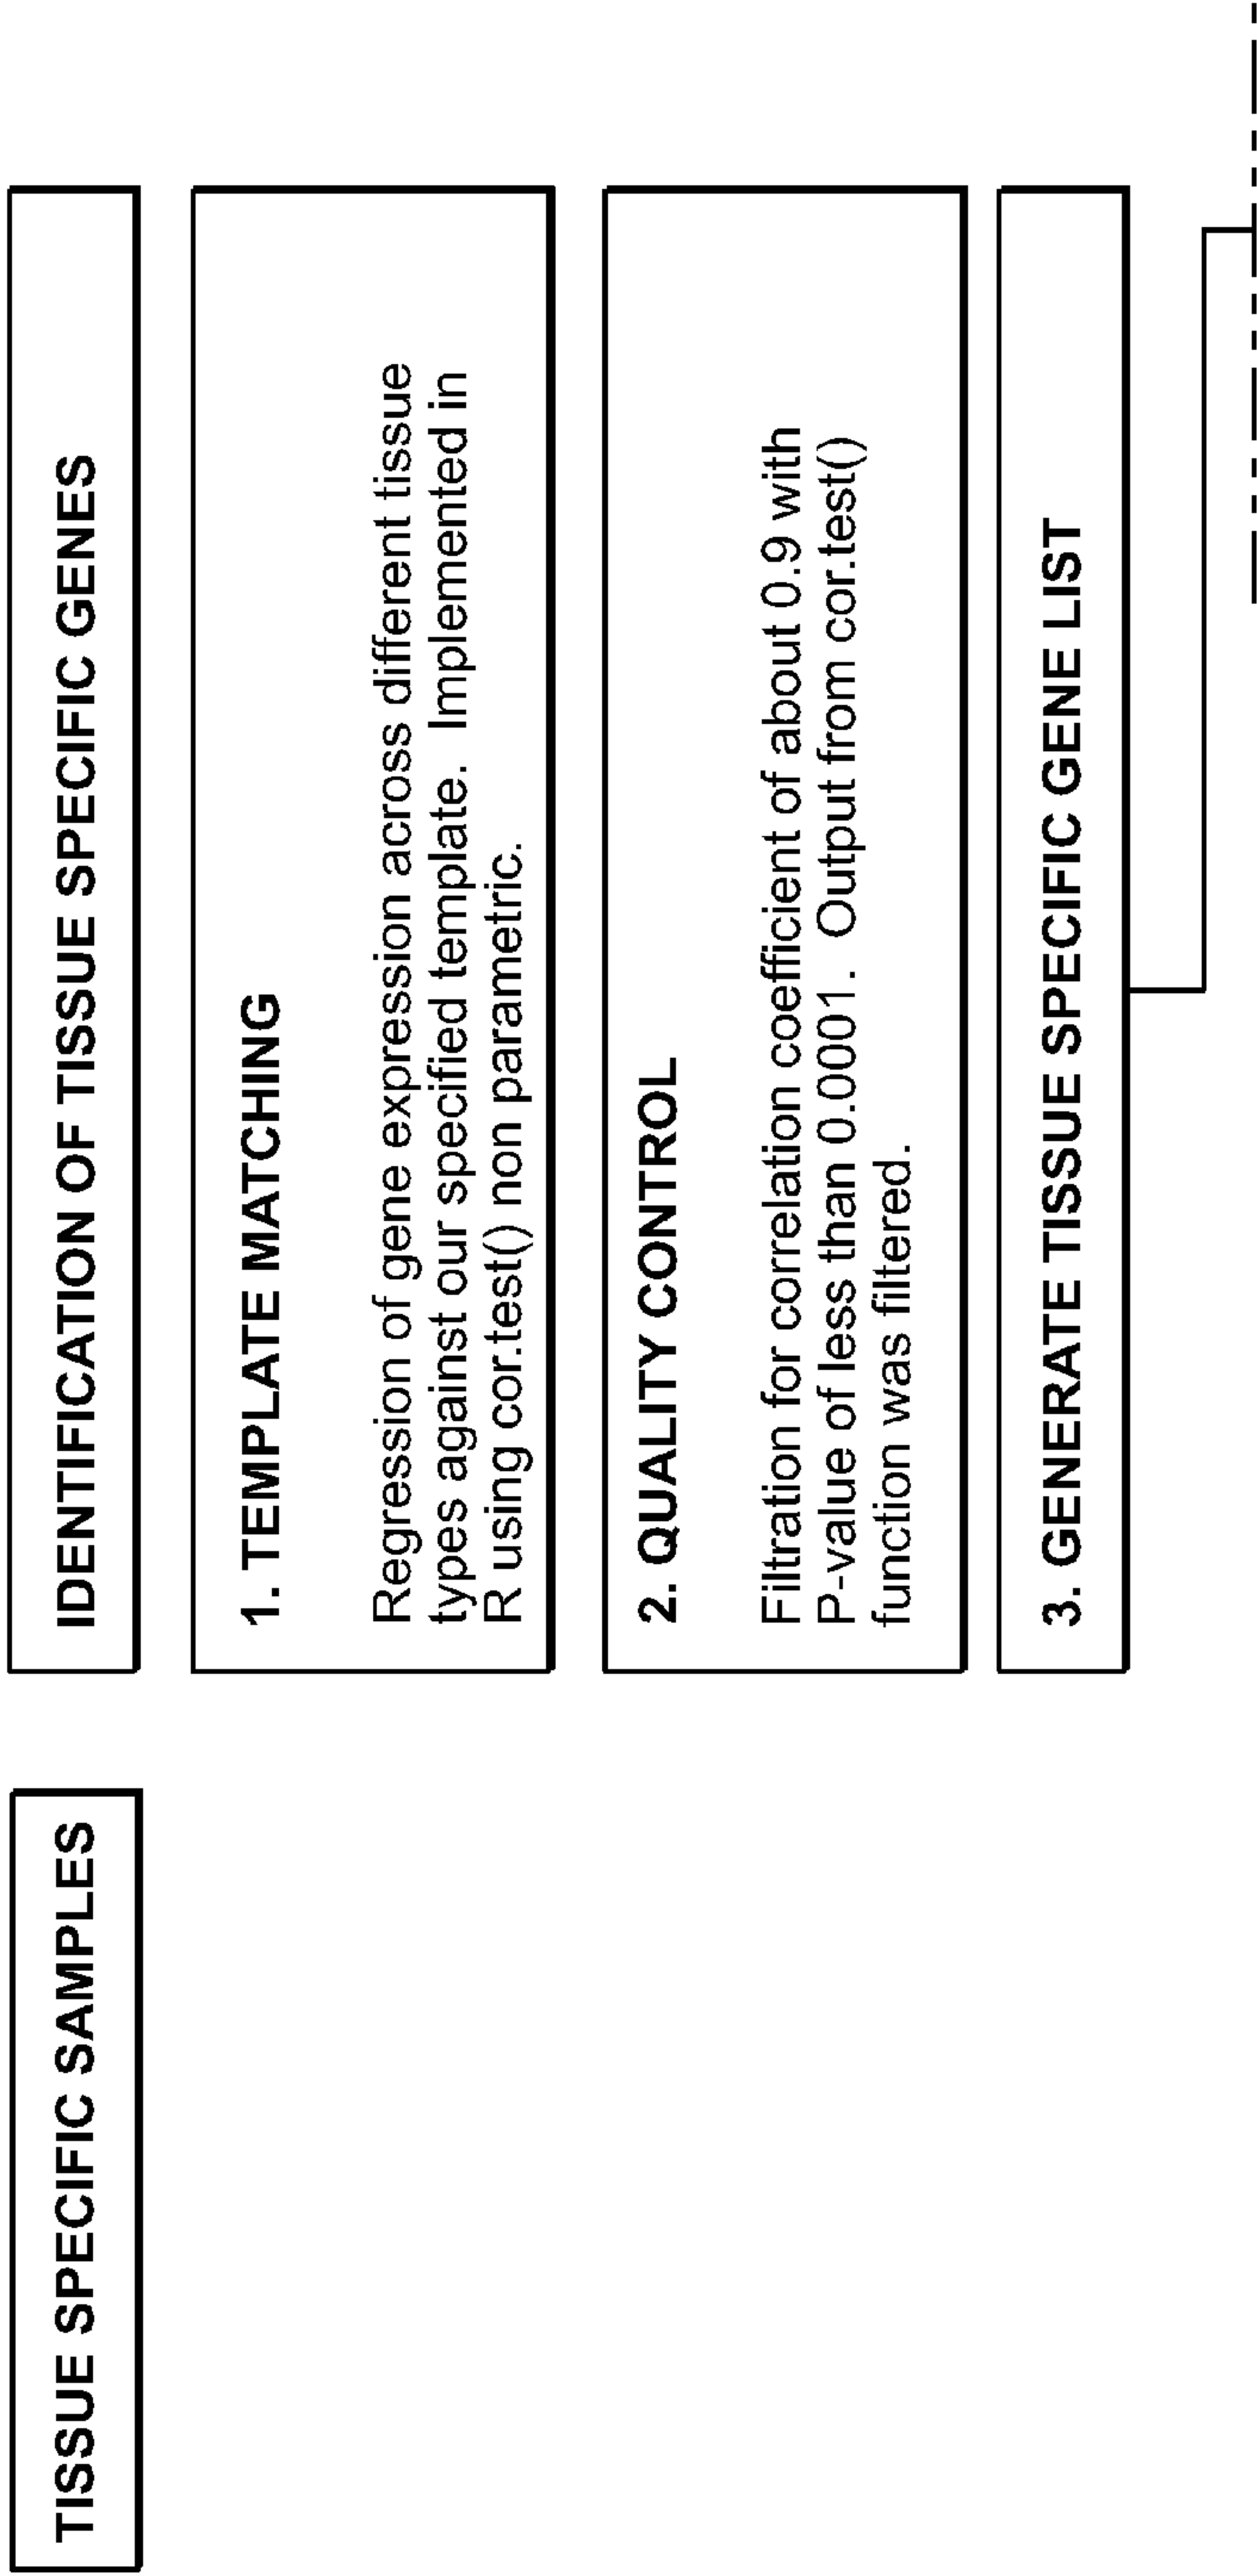 TISSUE SPECIFIC SAMPLES
IDENTIFICATION OF TISSUE SPECIFIC GENES
1. TEMPLATE MATCHING
Regression of gene expression across different tissue
types against our specified template. Implemented in
R using cor.test() non parametric.
2. QUALITY CONTROL
Filtration for correlation coefficient of about 0.9 with
P-value of less than 0.0001. Output from cor.test()
function was filtered.
3. GENERATE TISSUE SPECIFIC GENE LIST